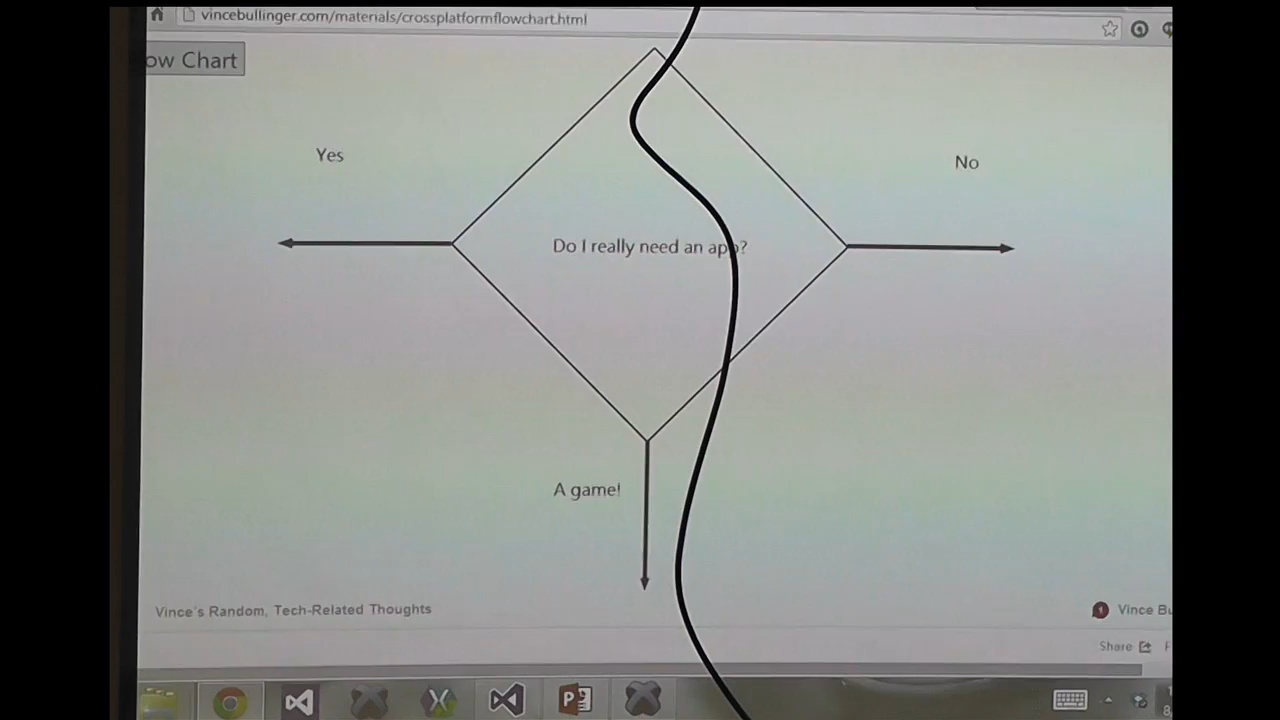 vincebullinger.com/materials/crossplatformflowchart.html
ow Chart
Yes
No
Do I really need an app?
A game!
Vince's Random, Tech-Related Thoughts
Vince Bu
Share